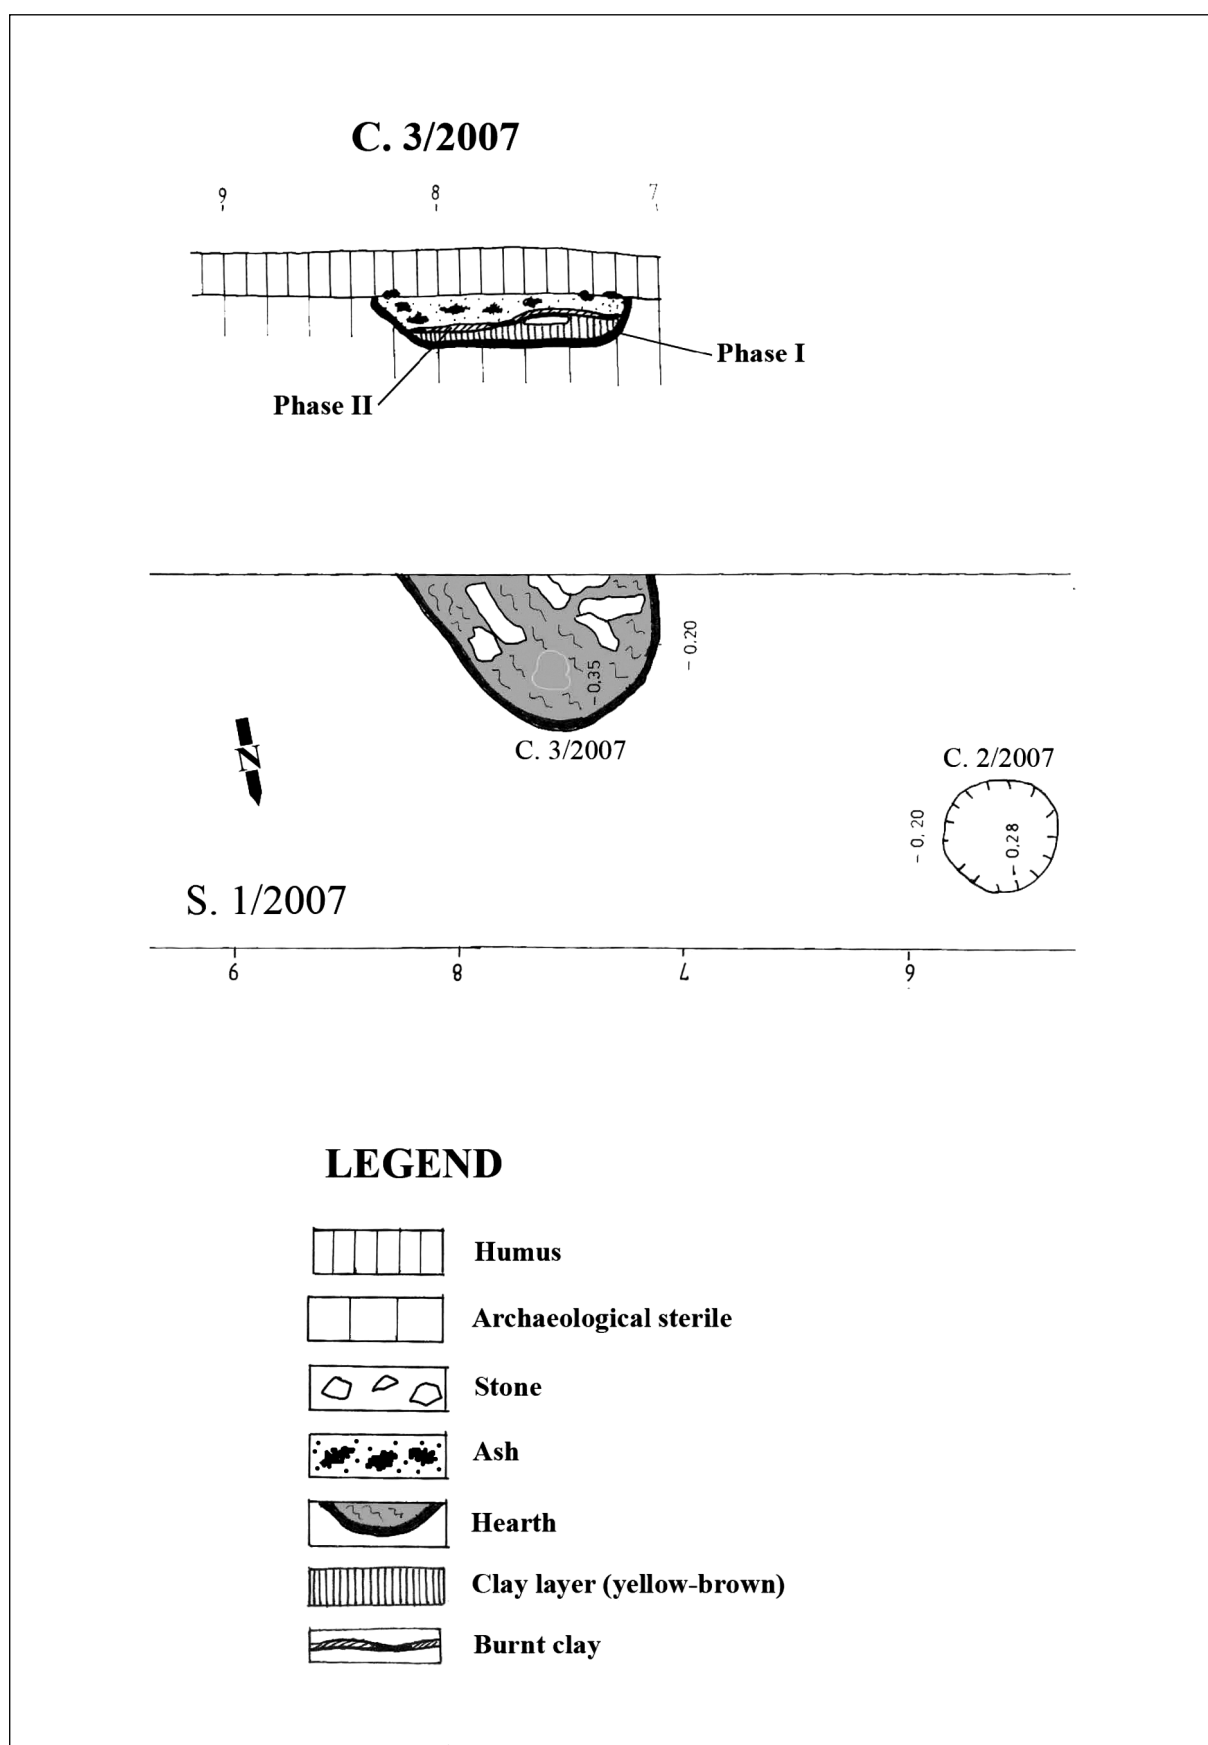 C. 3/2007
9 8 7
Phase I
Phase II
- 0.20
- 0.35
C. 3/2007
N
C. 2/2007
- 0.20
- 0.28
S. 1/2007
9 8 7 6
LEGEND
Humus
Archaeological sterile
Stone
Ash
Hearth
Clay layer (yellow-brown)
Burnt clay